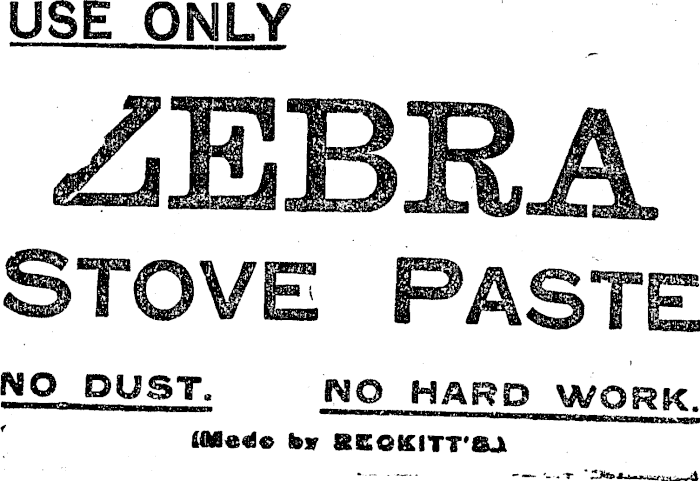 USE ONLY
ZEBRA
STOVE PASTE
NO DUST. NO HARD WORK.
(Made by RECKITT'S.)